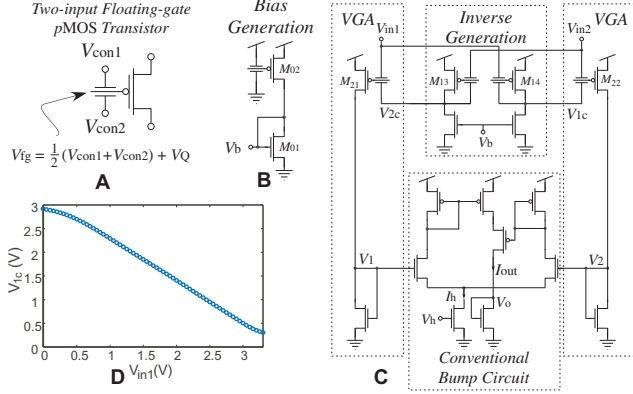 Two-input Floating-gate
pMOS Transistor
Vcon1
Vcon2
Vfg = 1/2 (Vcon1+Vcon2) + VQ
A
Bias
Generation
M02
Vb
M01
B
VGA
Inverse
Generation
VGA
Vin1
Vin2
M21
M13
M14
M22
V2c
V1c
Vb
V1
V2
Iout
Ih
Vo
Vh
Conventional
Bump Circuit
C
V1c (V)
3
2.5
2
1.5
1
0.5
0
0 0.5 1 1.5 2 2.5 3
Vin1(V)
D